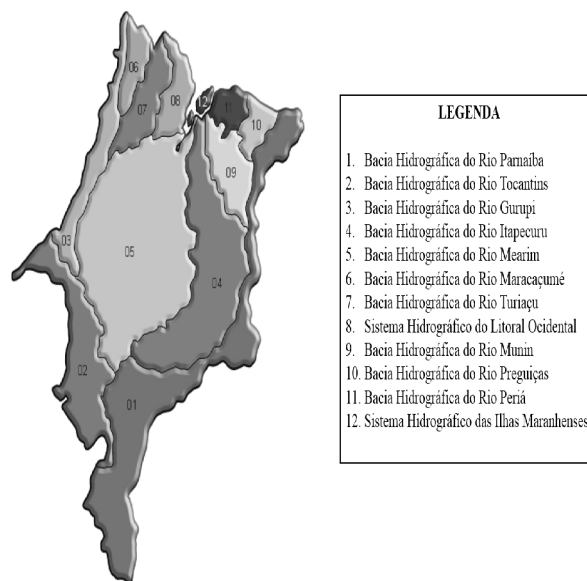 06
07
08
12
11
10
09
03
05
04
02
01
LEGENDA
1. Bacia Hidrográfica do Rio Parnaíba
2. Bacia Hidrográfica do Rio Tocantins
3. Bacia Hidrográfica do Rio Gurupi
4. Bacia Hidrográfica do Rio Itapecuru
5. Bacia Hidrográfica do Rio Mearim
6. Bacia Hidrográfica do Rio Maracaçumé
7. Bacia Hidrográfica do Rio Turiaçu
8. Sistema Hidrográfico do Litoral Ocidental
9. Bacia Hidrográfica do Rio Munin
10. Bacia Hidrográfica do Rio Preguiças
11. Bacia Hidrográfica do Rio Periá
12. Sistema Hidrográfico das Ilhas Maranhenses